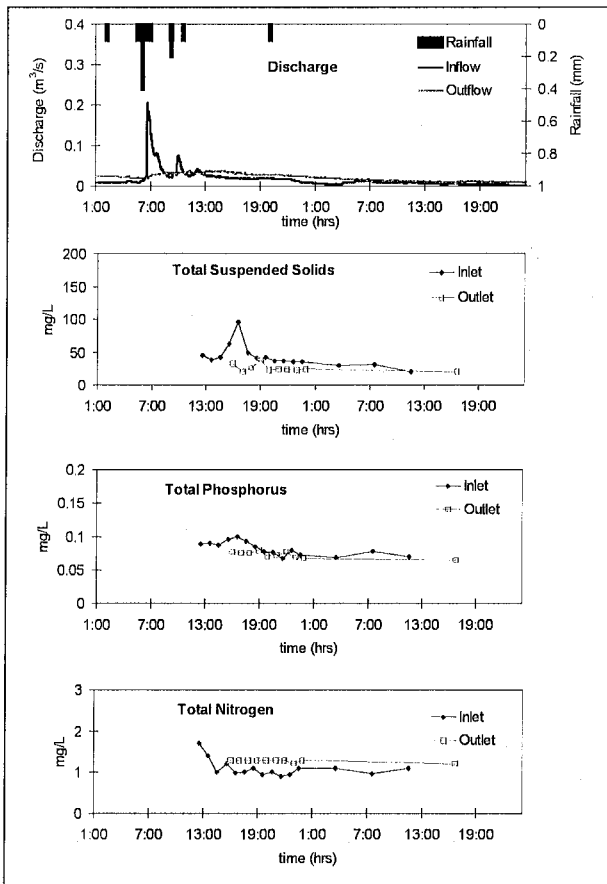 0.4
0.3
0.2
0.1
0
Discharge (m³/s)
Discharge
Rainfall
Inflow
Outflow
0
0.2
0.4
0.6
0.8
1
Rainfall (mm)
1:00 7:00 13:00 19:00 1:00 7:00 13:00 19:00
time (hrs)
200
150
100
50
0
mg/L
Total Suspended Solids
Inlet
Outlet
1:00 7:00 13:00 19:00 1:00 7:00 13:00 19:00
time (hrs)
0.2
0.15
0.1
0.05
0
mg/L
Total Phosphorus
Inlet
Outlet
1:00 7:00 13:00 19:00 1:00 7:00 13:00 19:00
time (hrs)
3
2
1
0
mg/L
Total Nitrogen
Inlet
Outlet
1:00 7:00 13:00 19:00 1:00 7:00 13:00 19:00
time (hrs)